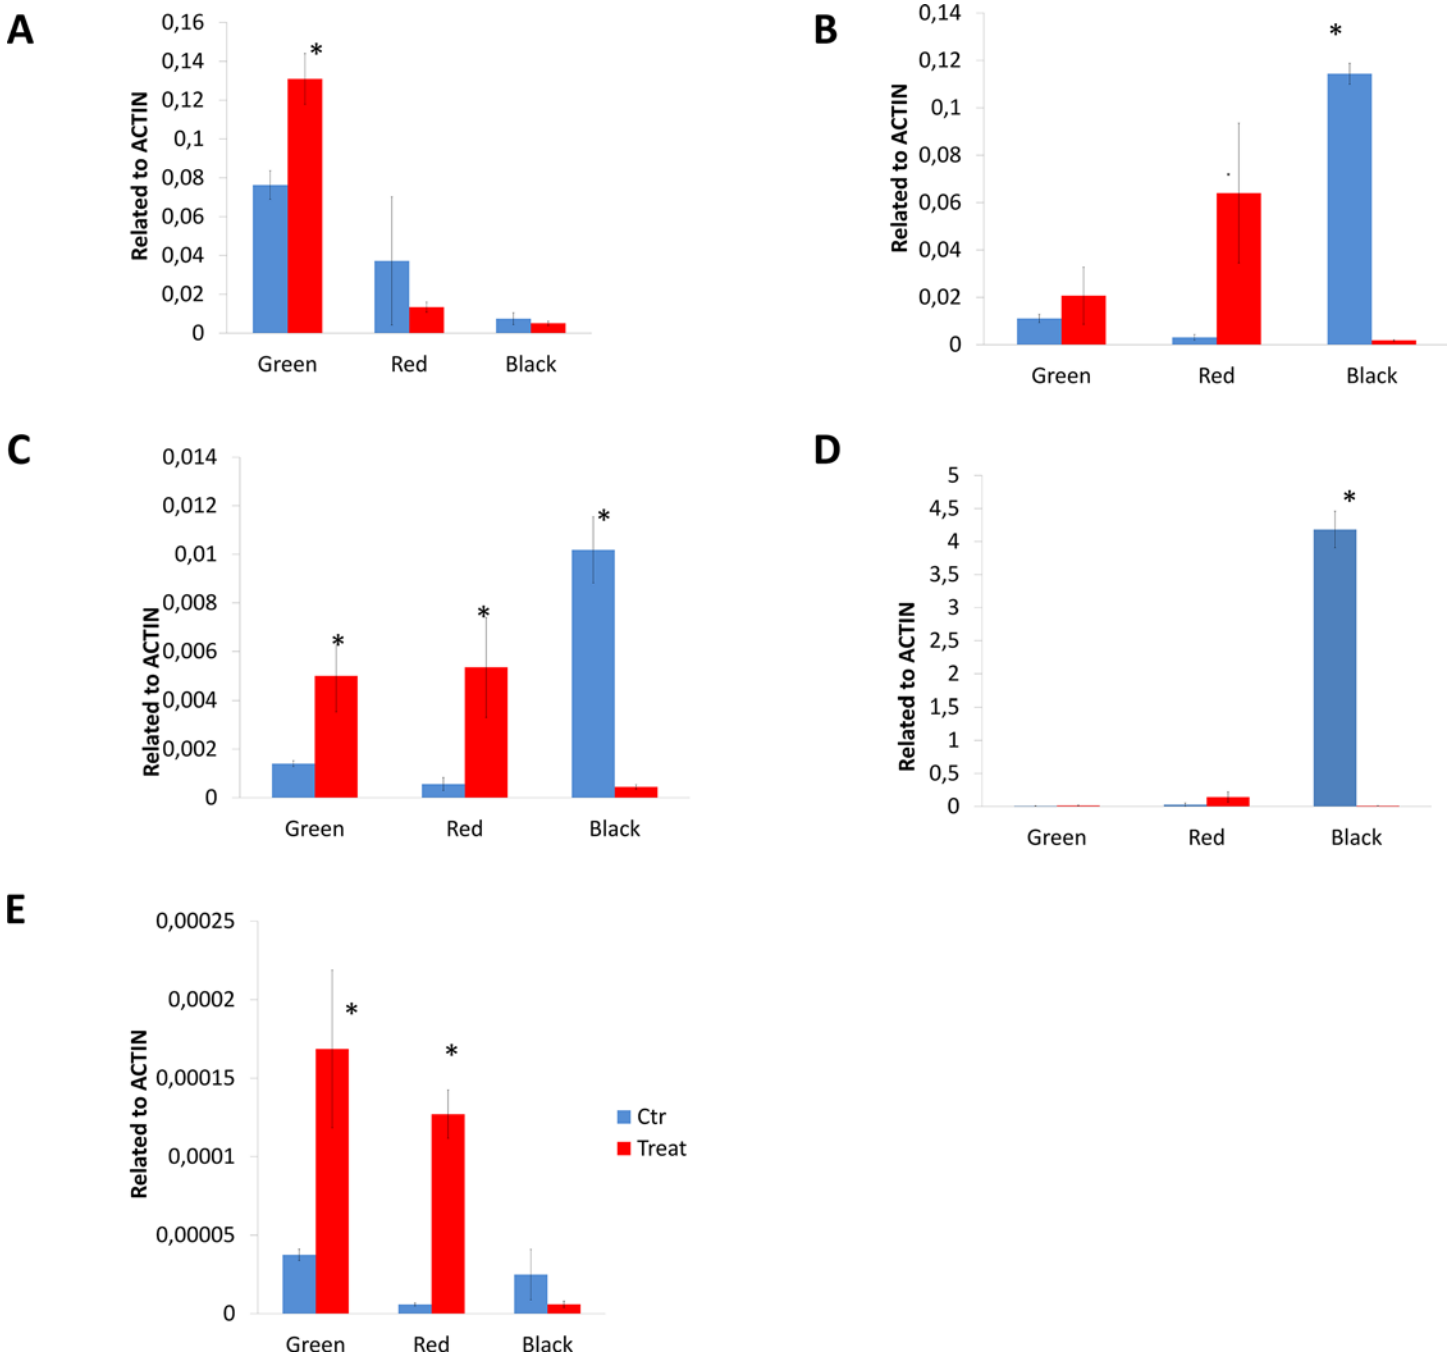 A
Related to ACTIN
0,16
0,14
0,12
0,1
0,08
0,06
0,04
0,02
0
*
Green Red Black
B
Related to ACTIN
0,14
0,12
0,1
0,08
0,06
0,04
0,02
0
*
Green Red Black
C
Related to ACTIN
0,014
0,012
0,01
0,008
0,006
0,004
0,002
0
* * *
Green Red Black
D
Related to ACTIN
5
4,5
4
3,5
3
2,5
2
1,5
1
0,5
0
*
Green Red Black
E
Related to ACTIN
0,00025
0,0002
0,00015
0,0001
0,00005
0
* *
Green Red Black
Ctr
Treat